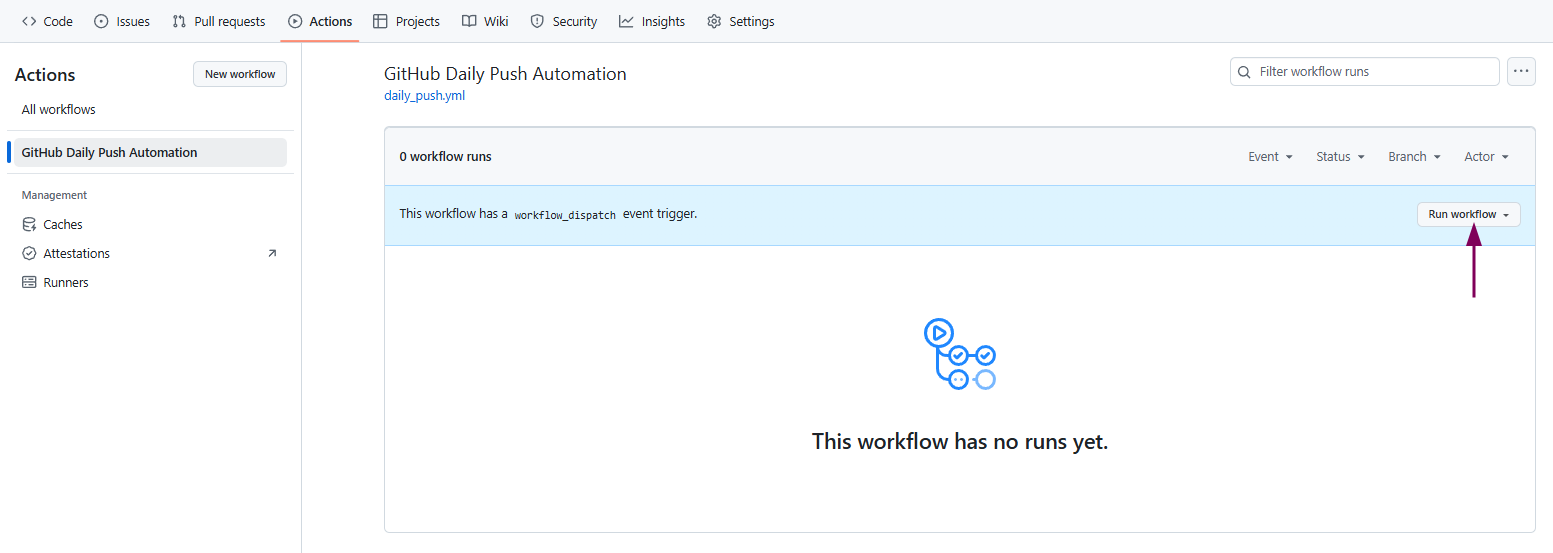 Code Issues Pull requests Actions Projects Wiki Security Insights Settings
Actions
New workflow
All workflows
GitHub Daily Push Automation
Management
Caches
Attestations
Runners
GitHub Daily Push Automation
daily_push.yml
Filter workflow runs
0 workflow runs
Event Status Branch Actor
This workflow has a workflow_dispatch event trigger.
Run workflow
This workflow has no runs yet.